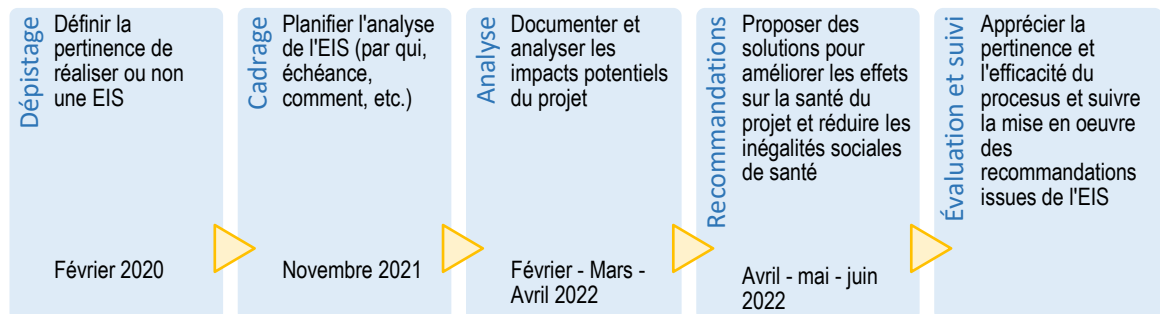 Dépistage
Définir la
pertinence de
réaliser ou non
une EIS
Février 2020
Cadrage
Planifier l'analyse
de l'EIS (par qui,
échéance,
comment, etc.)
Novembre 2021
Analyse
Documenter et
analyser les
impacts potentiels
du projet
Février - Mars -
Avril 2022
Recommandations
Proposer des
solutions pour
améliorer les effets
sur la santé du
projet et réduire les
inégalités sociales
de santé
Avril - mai - juin
2022
Évaluation et suivi
Apprécier la
pertinence et
l'efficacité du
procesus et suivre
la mise en oeuvre
des
recommandations
issues de l'EIS